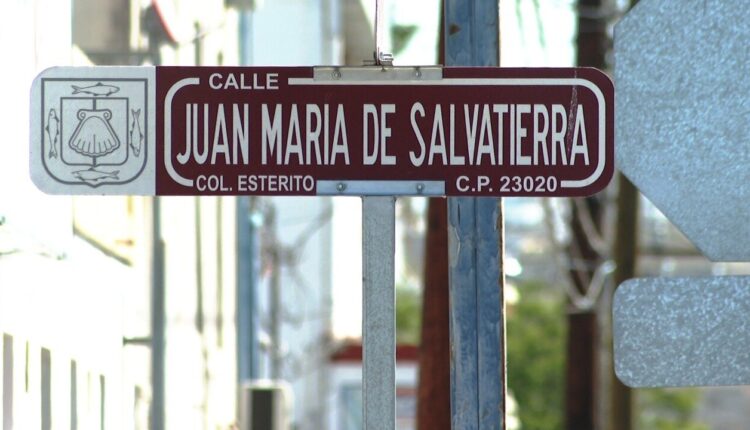 CALLE
JUAN MARIA DE SALVATIERRA
COL. ESTERITO
C.P. 23020